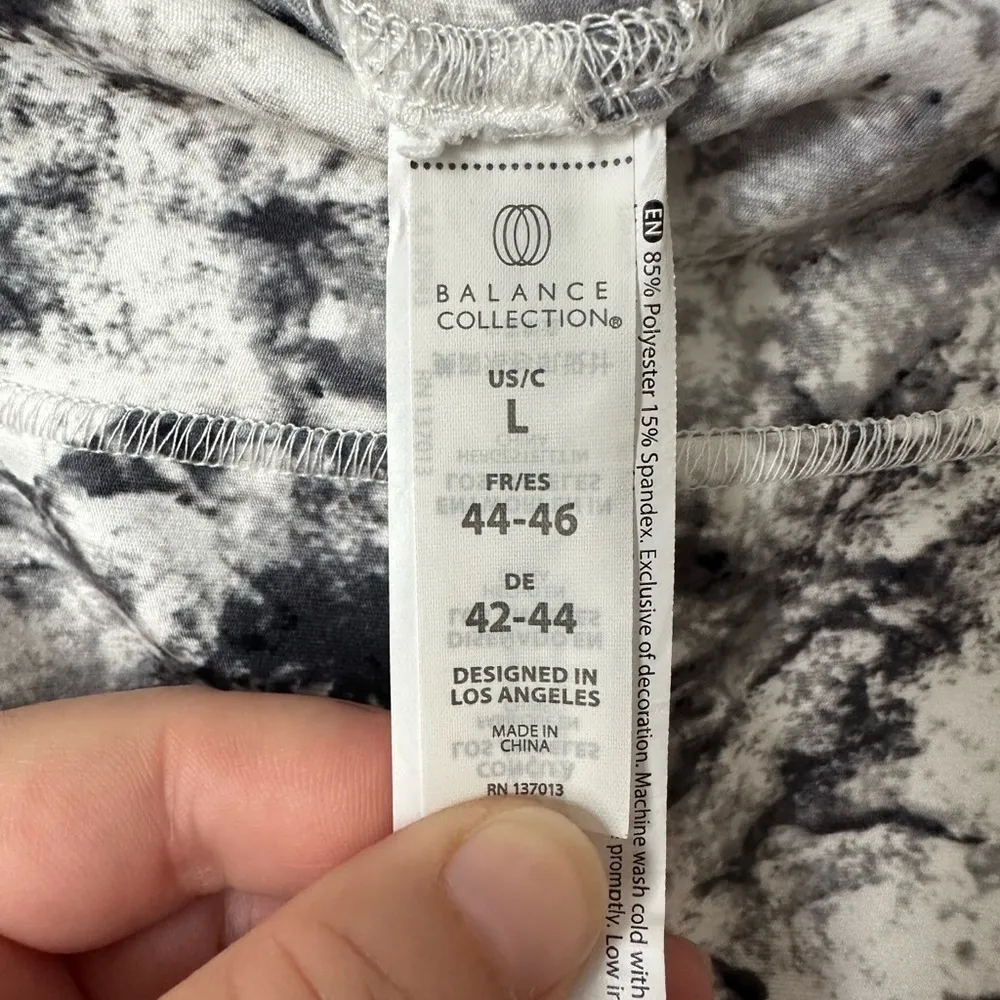 BALANCE
COLLECTION®
US/C
L
FR/ES
44-46
DE
42-44
DESIGNED IN
LOS ANGELES
MADE IN
CHINA
RN 137013
EN 85% Polyester 15% Spandex. Exclusive of decoration. Machine wash cold with
promptly. Low ir